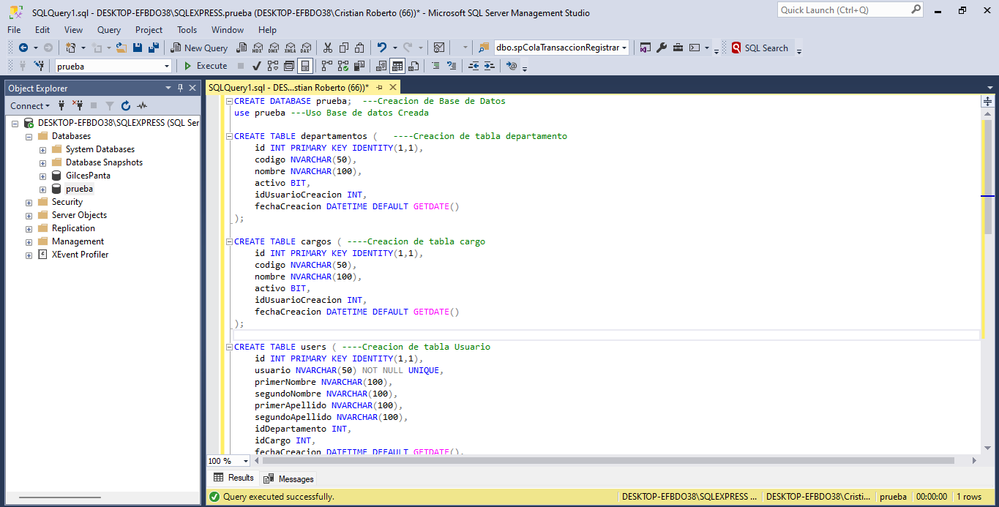 SQLQuery1.sql - DESKTOP-EFBDO38\SQLEXPRESS.prueba (DESKTOP-EFBDO38\Cristian Roberto (66))* - Microsoft SQL Server Management Studio
Quick Launch (Ctrl+Q)
File Edit View Query Project Tools Window Help
New Query MDX DMX XMLA DAX dbo.spColaTransaccionRegistrar SQL Search
prueba Execute
Object Explorer
Connect
DESKTOP-EFBDO38\SQLEXPRESS (SQL Ser
Databases
System Databases
Database Snapshots
GilcesPanta
prueba
Security
Server Objects
Replication
Management
XEvent Profiler
SQLQuery1.sql - DES...stian Roberto (66))*
CREATE DATABASE prueba;  ---Creacion de Base de Datos
use prueba ---Uso Base de datos Creada
CREATE TABLE departamentos (   ----Creacion de tabla departamento
id INT PRIMARY KEY IDENTITY(1,1),
codigo NVARCHAR(50),
nombre NVARCHAR(100),
activo BIT,
idUsuarioCreacion INT,
fechaCreacion DATETIME DEFAULT GETDATE()
);
CREATE TABLE cargos ( ----Creacion de tabla cargo
id INT PRIMARY KEY IDENTITY(1,1),
codigo NVARCHAR(50),
nombre NVARCHAR(100),
activo BIT,
idUsuarioCreacion INT,
fechaCreacion DATETIME DEFAULT GETDATE()
);
CREATE TABLE users ( ----Creacion de tabla Usuario
id INT PRIMARY KEY IDENTITY(1,1),
usuario NVARCHAR(50) NOT NULL UNIQUE,
primerNombre NVARCHAR(100),
segundoNombre NVARCHAR(100),
primerApellido NVARCHAR(100),
segundoApellido NVARCHAR(100),
idDepartamento INT,
idCargo INT,
fechaCreacion DATETIME DEFAULT GETDATE(),
100 %
Results Messages
Query executed successfully. DESKTOP-EFBDO38\SQLEXPRESS ... DESKTOP-EFBDO38\Cristi... prueba 00:00:00 1 rows